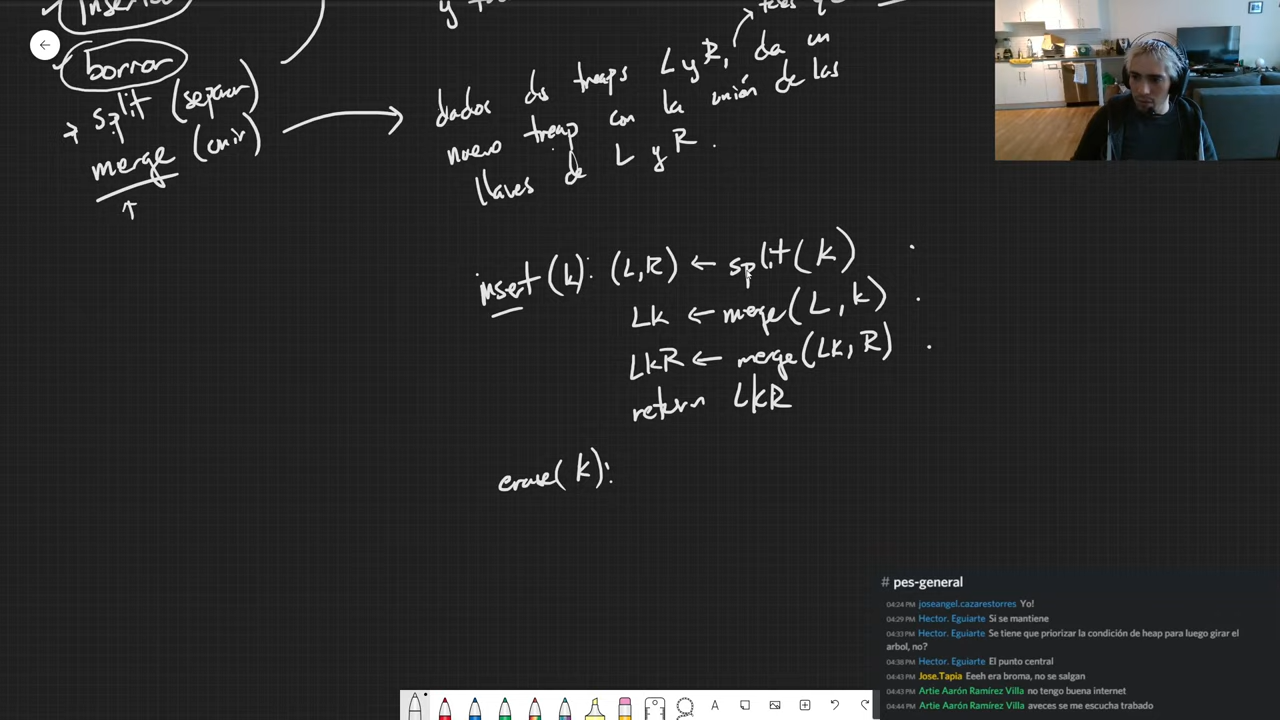 insertar
borrar
split (separar)
merge (unir)
dados dos treaps L y R, da un
nuevo treap con la unión de las
llaves de L y R.
insert(k): (L,R) ← split(k)
Lk ← merge(L, k)
LkR ← merge(Lk, R)
return LkR
erase(k):
# pes-general
04:24 PM joseangel.cazarestorres Yo!
04:29 PM Hector. Eguiarte Si se mantiene
04:33 PM Hector. Eguiarte Se tiene que priorizar la condición de heap para luego girar el
arbol, no?
04:38 PM Hector. Eguiarte El punto central
04:43 PM Jose.Tapia Eeeh era broma, no se salgan
04:43 PM Artie Aarón Ramírez Villa no tengo buena internet
04:44 PM Artie Aarón Ramírez Villa aveces se me escucha trabado